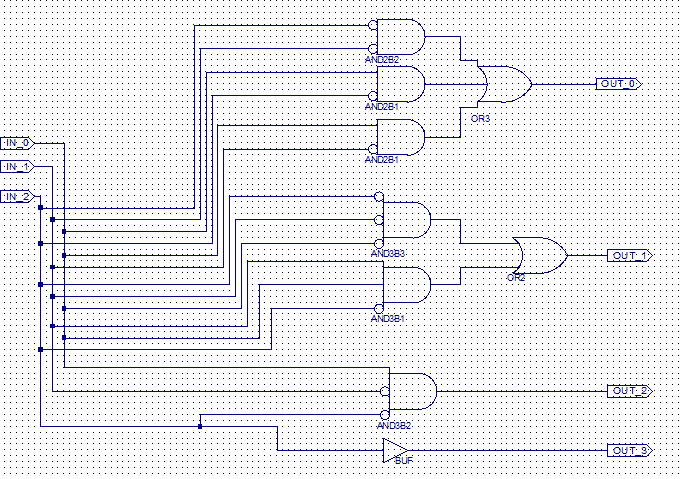 AND2B2
OUT_0
AND2B1
OR3
IN_0
AND2B1
IN_1
IN_2
AND3B3
OUT_1
OR2
AND3B1
OUT_2
AND3B2
OUT_3
BUF